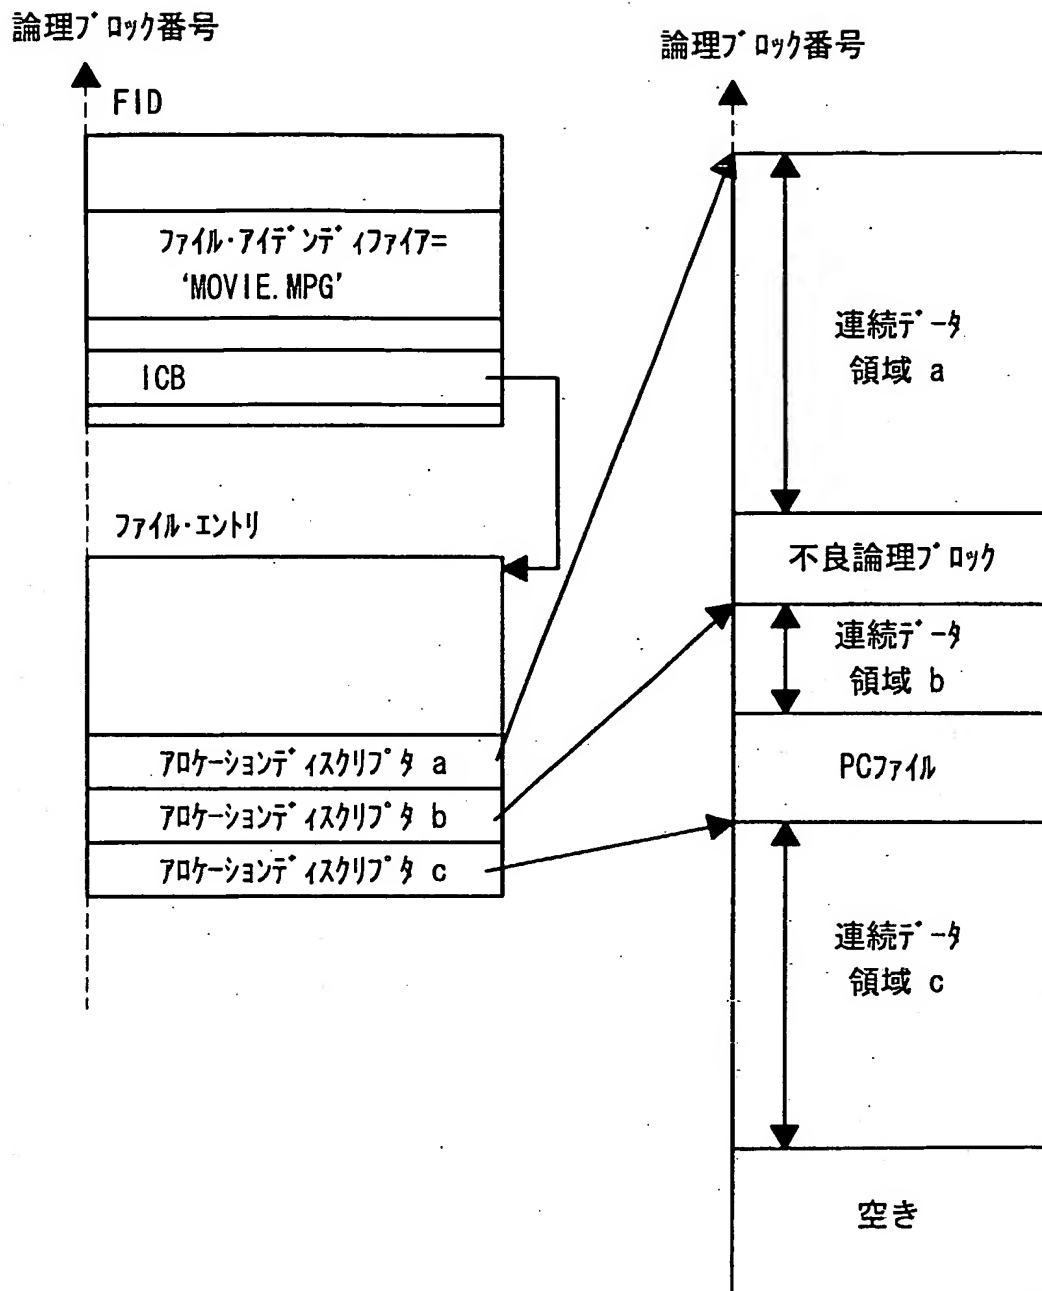 論理ﾌﾞﾛｯｸ番号
FID
ﾌｧｲﾙ･ｱｲﾃﾞﾝﾃﾞｨﾌｧｲｱ=
‘MOVIE.MPG’
ICB
ﾌｧｲﾙ･ｴﾝﾄﾘ
ｱﾛｹｰｼｮﾝﾃﾞｨｽｸﾘﾌﾟﾀ a
ｱﾛｹｰｼｮﾝﾃﾞｨｽｸﾘﾌﾟﾀ b
ｱﾛｹｰｼｮﾝﾃﾞｨｽｸﾘﾌﾟﾀ c
論理ﾌﾞﾛｯｸ番号
連続ﾃﾞｰﾀ
領域 a
不良論理ﾌﾞﾛｯｸ
連続ﾃﾞｰﾀ
領域 b
PCﾌｧｲﾙ
連続ﾃﾞｰﾀ
領域 c
空き